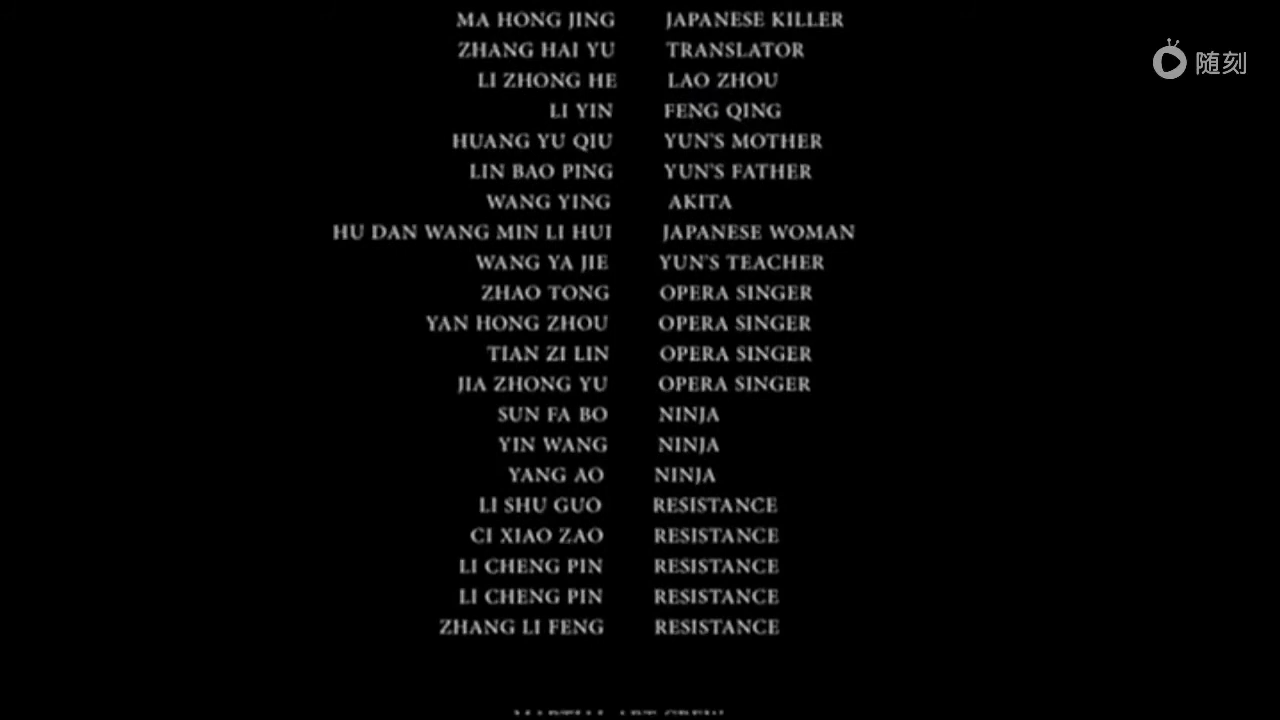 MA HONG JING JAPANESE KILLER
ZHANG HAI YU TRANSLATOR
随刻
LI ZHONG HE LAO ZHOU
LI YIN FENG QING
HUANG YU QIU YUN'S MOTHER
LIN BAO PING YUN'S FATHER
WANG YING AKITA
HU DAN WANG MIN LI HUI JAPANESE WOMAN
WANG YA JIE YUN'S TEACHER
ZHAO TONG OPERA SINGER
YAN HONG ZHOU OPERA SINGER
TIAN ZI LIN OPERA SINGER
JIA ZHONG YU OPERA SINGER
SUN FA BO NINJA
YIN WANG NINJA
YANG AO NINJA
LI SHU GUO RESISTANCE
CI XIAO ZAO RESISTANCE
LI CHENG PIN RESISTANCE
LI CHENG PIN RESISTANCE
ZHANG LI FENG RESISTANCE
MARTIAL ART CREW